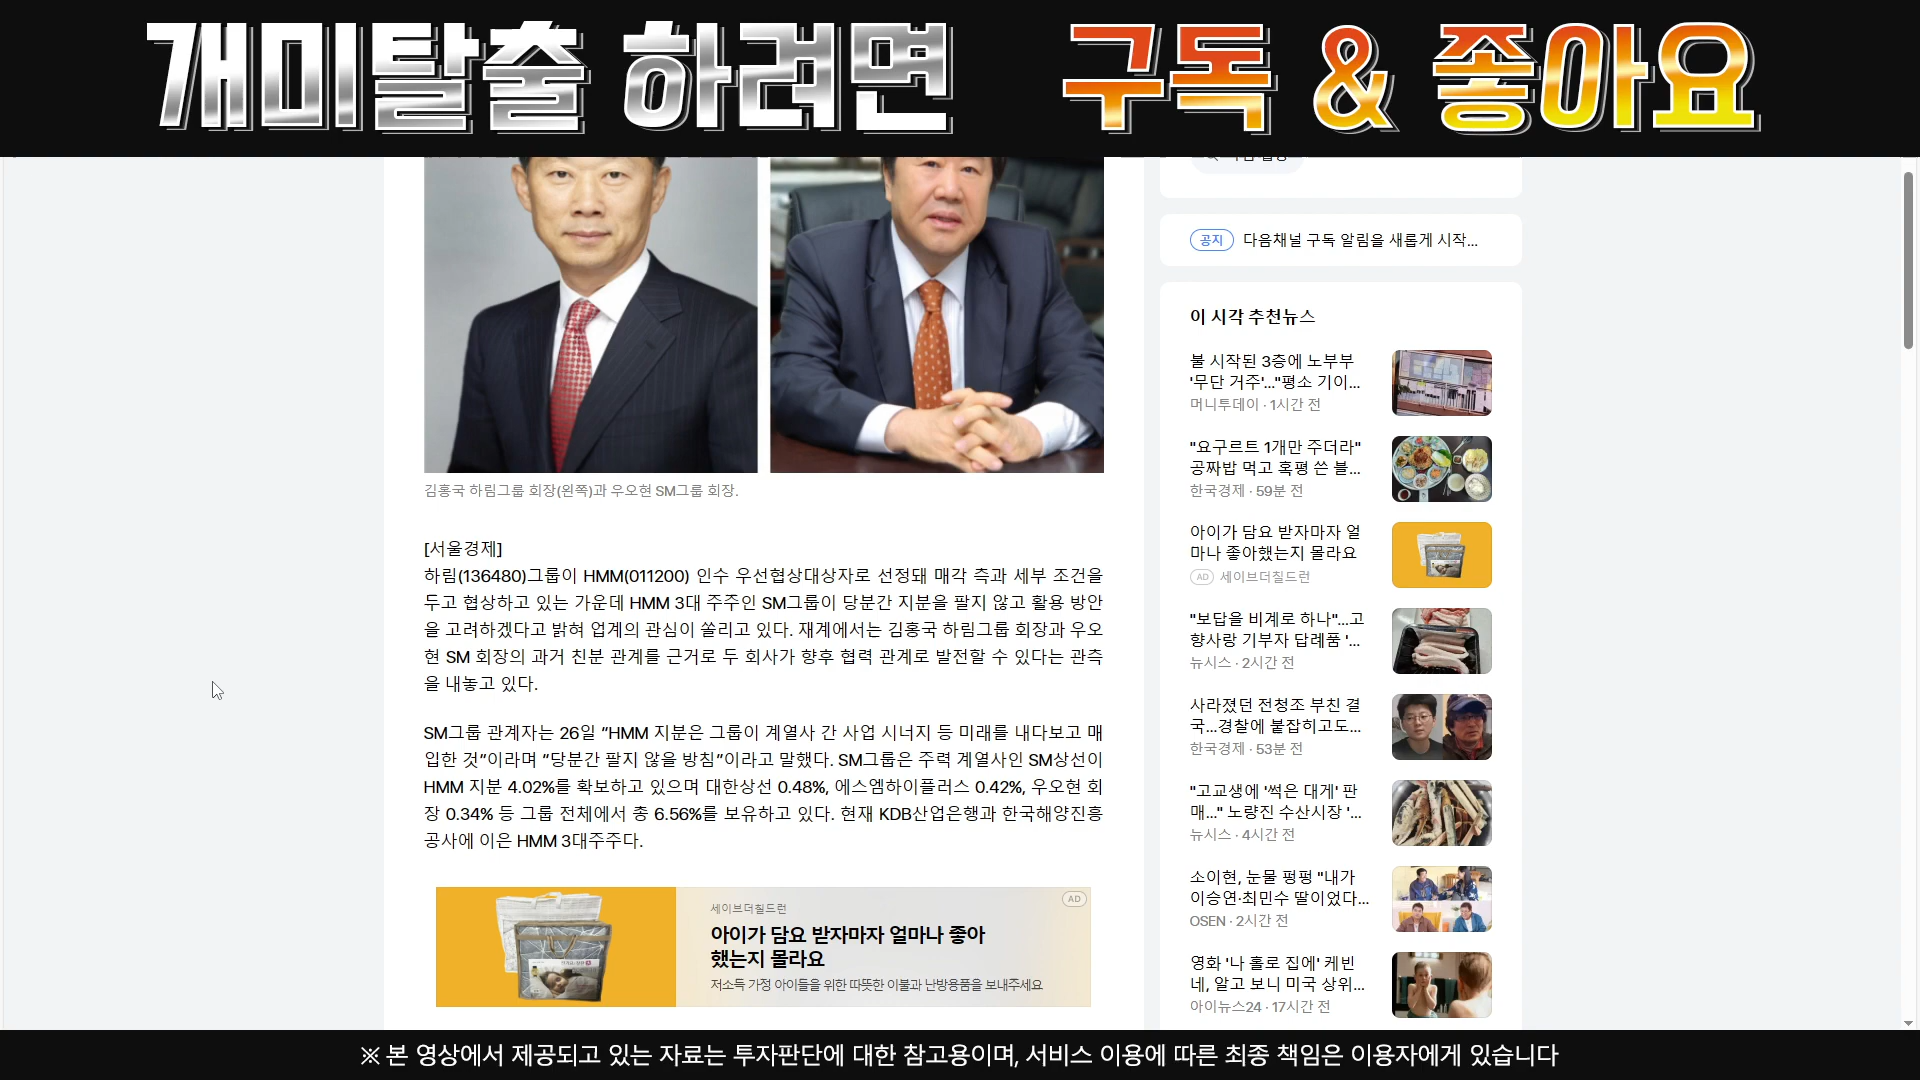 개미탈출 하려면 구독 & 좋아요
공지 다음채널 구독 알림을 새롭게 시작...
김홍국 하림그룹 회장(왼쪽)과 우오현 SM그룹 회장.
[서울경제]
하림(136480)그룹이 HMM(011200) 인수 우선협상대상자로 선정돼 매각 측과 세부 조건을
두고 협상하고 있는 가운데 HMM 3대 주주인 SM그룹이 당분간 지분을 팔지 않고 활용 방안
을 고려하겠다고 밝혀 업계의 관심이 쏠리고 있다. 재계에서는 김홍국 하림그룹 회장과 우오
현 SM 회장의 과거 친분 관계를 근거로 두 회사가 향후 협력 관계로 발전할 수 있다는 관측
을 내놓고 있다.
SM그룹 관계자는 26일 “HMM 지분은 그룹이 계열사 간 사업 시너지 등 미래를 내다보고 매
입한 것”이라며 “당분간 팔지 않을 방침”이라고 말했다. SM그룹은 주력 계열사인 SM상선이
HMM 지분 4.02%를 확보하고 있으며 대한상선 0.48%, 에스엠하이플러스 0.42%, 우오현 회
장 0.34% 등 그룹 전체에서 총 6.56%를 보유하고 있다. 현재 KDB산업은행과 한국해양진흥
공사에 이은 HMM 3대주주다.
세이브더칠드런
AD
아이가 담요 받자마자 얼마나 좋아
했는지 몰라요
저소득 가정 아이들을 위한 따뜻한 이불과 난방용품을 보내주세요
이 시각 추천뉴스
불 시작된 3층에 노부부
'무단 거주'..."평소 기이...
머니투데이 · 1시간 전
"요구르트 1개만 주더라"
공짜밥 먹고 혹평 쓴 블...
한국경제 · 59분 전
아이가 담요 받자마자 얼
마나 좋아했는지 몰라요
AD 세이브더칠드런
"보답을 비계로 하나"...고
향사랑 기부자 답례품 '...
뉴시스 · 2시간 전
사라졌던 전청조 부친 결
국...경찰에 붙잡히고도...
한국경제 · 53분 전
"고교생에 '썩은 대게' 판
매..." 노량진 수산시장 '...
뉴시스 · 4시간 전
소이현, 눈물 펑펑 "내가
이승연·최민수 딸이었다...
OSEN · 2시간 전
영화 '나 홀로 집에' 케빈
네, 알고 보니 미국 상위...
아이뉴스24 · 17시간 전
※ 본 영상에서 제공되고 있는 자료는 투자판단에 대한 참고용이며, 서비스 이용에 따른 최종 책임은 이용자에게 있습니다